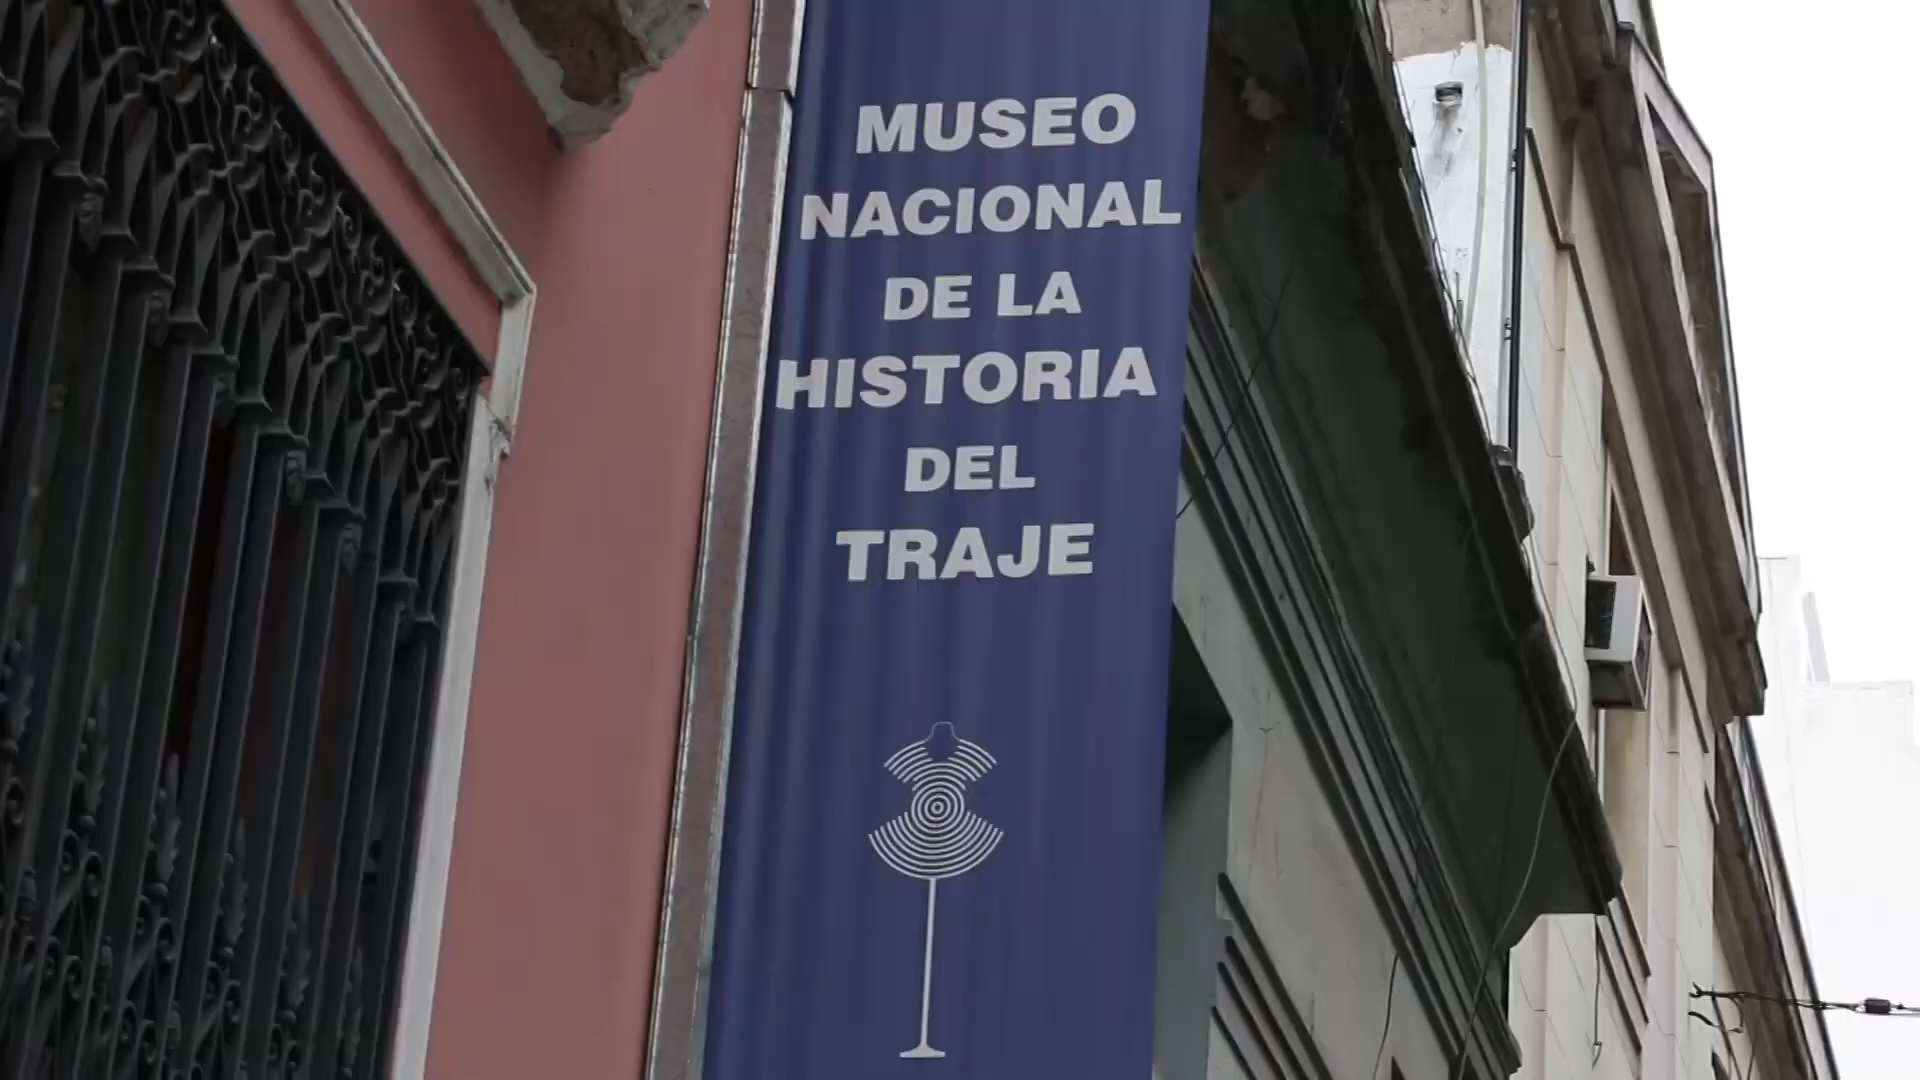 MUSEO
NACIONAL
DE LA
HISTORIA
DEL
TRAJE